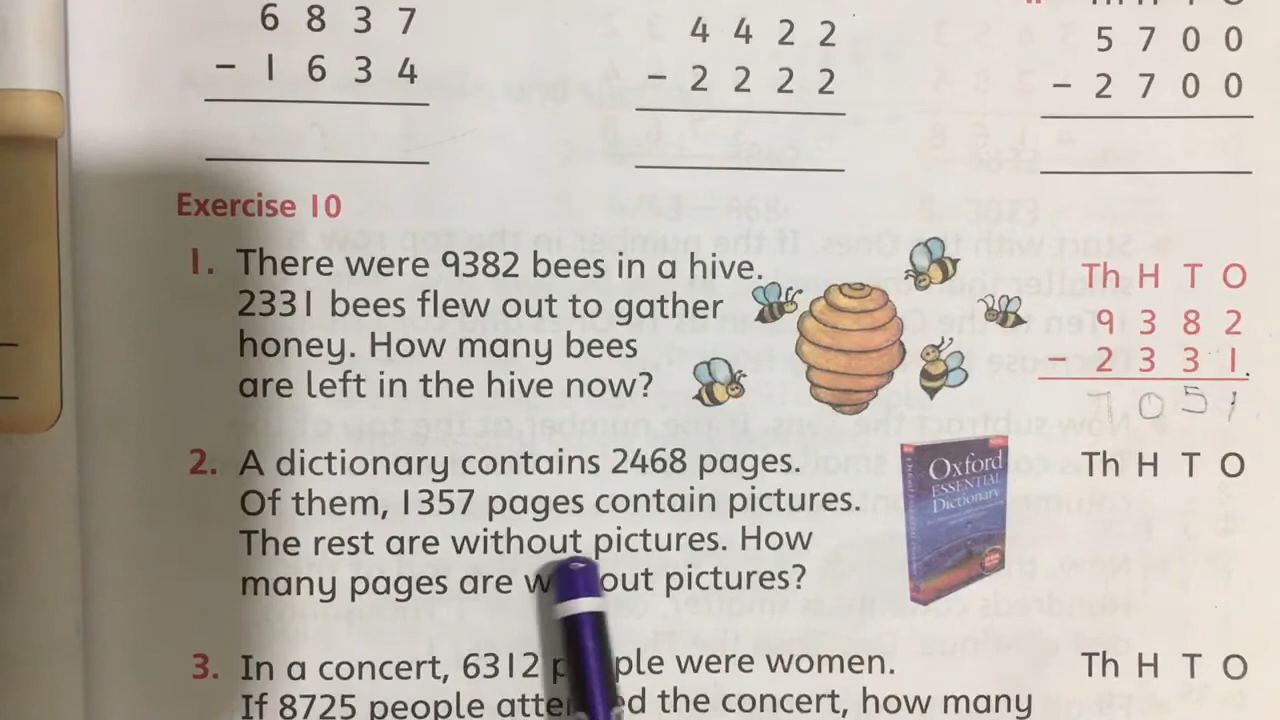 6 8 3 7
− 1 6 3 4
4 4 2 2
− 2 2 2 2
5 7 0 0
− 2 7 0 0
Exercise 10
1. There were 9382 bees in a hive.
2331 bees flew out to gather
honey. How many bees
are left in the hive now?
Th H T O
9 3 8 2
− 2 3 3 1
7 0 5 1
2. A dictionary contains 2468 pages.
Of them, 1357 pages contain pictures.
The rest are without pictures. How
many pages are w out pictures?
Oxford
ESSENTIAL
Dictionary
Th H T O
3. In a concert, 6312 p ple were women.
If 8725 people atte ed the concert, how many
Th H T O